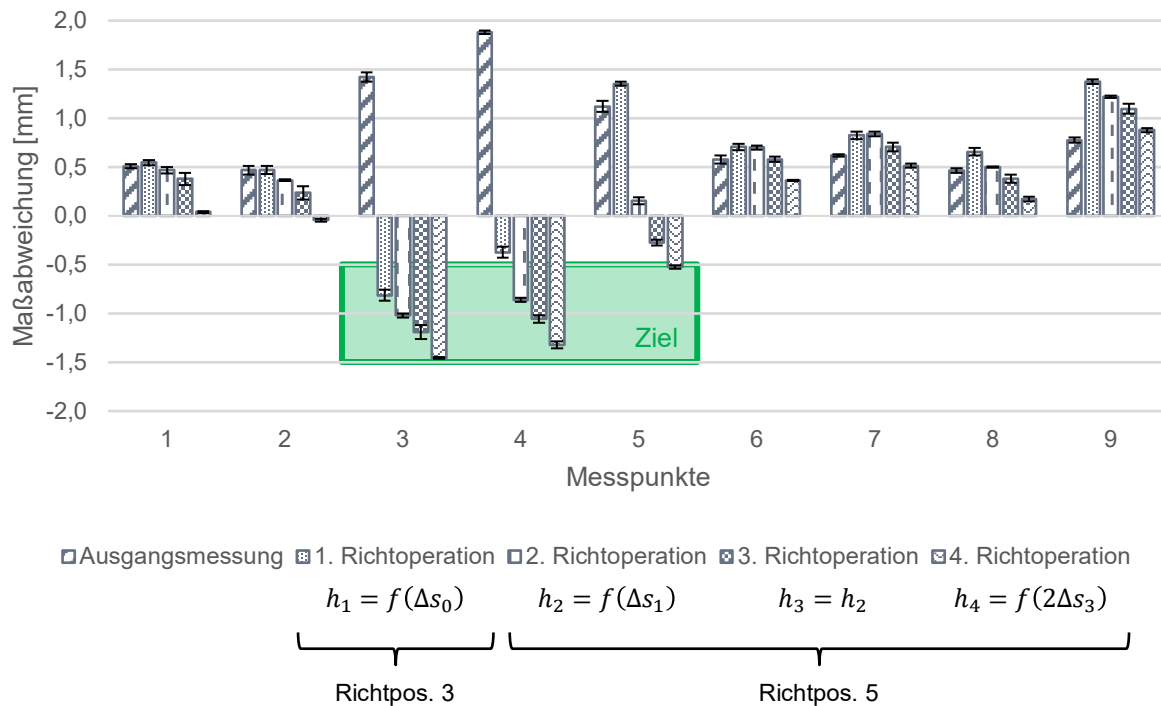 2,0
1,5
1,0
0,5
0,0
-0,5
-1,0
-1,5
-2,0
Maßabweichung [mm]
Ziel
1 2 3 4 5 6 7 8 9
Messpunkte
Ausgangsmessung 1. Richtoperation 2. Richtoperation 3. Richtoperation 4. Richtoperation
h₁ = f(Δs₀) h₂ = f(Δs₁) h₃ = h₂ h₄ = f(2Δs₃)
Richtpos. 3 Richtpos. 5